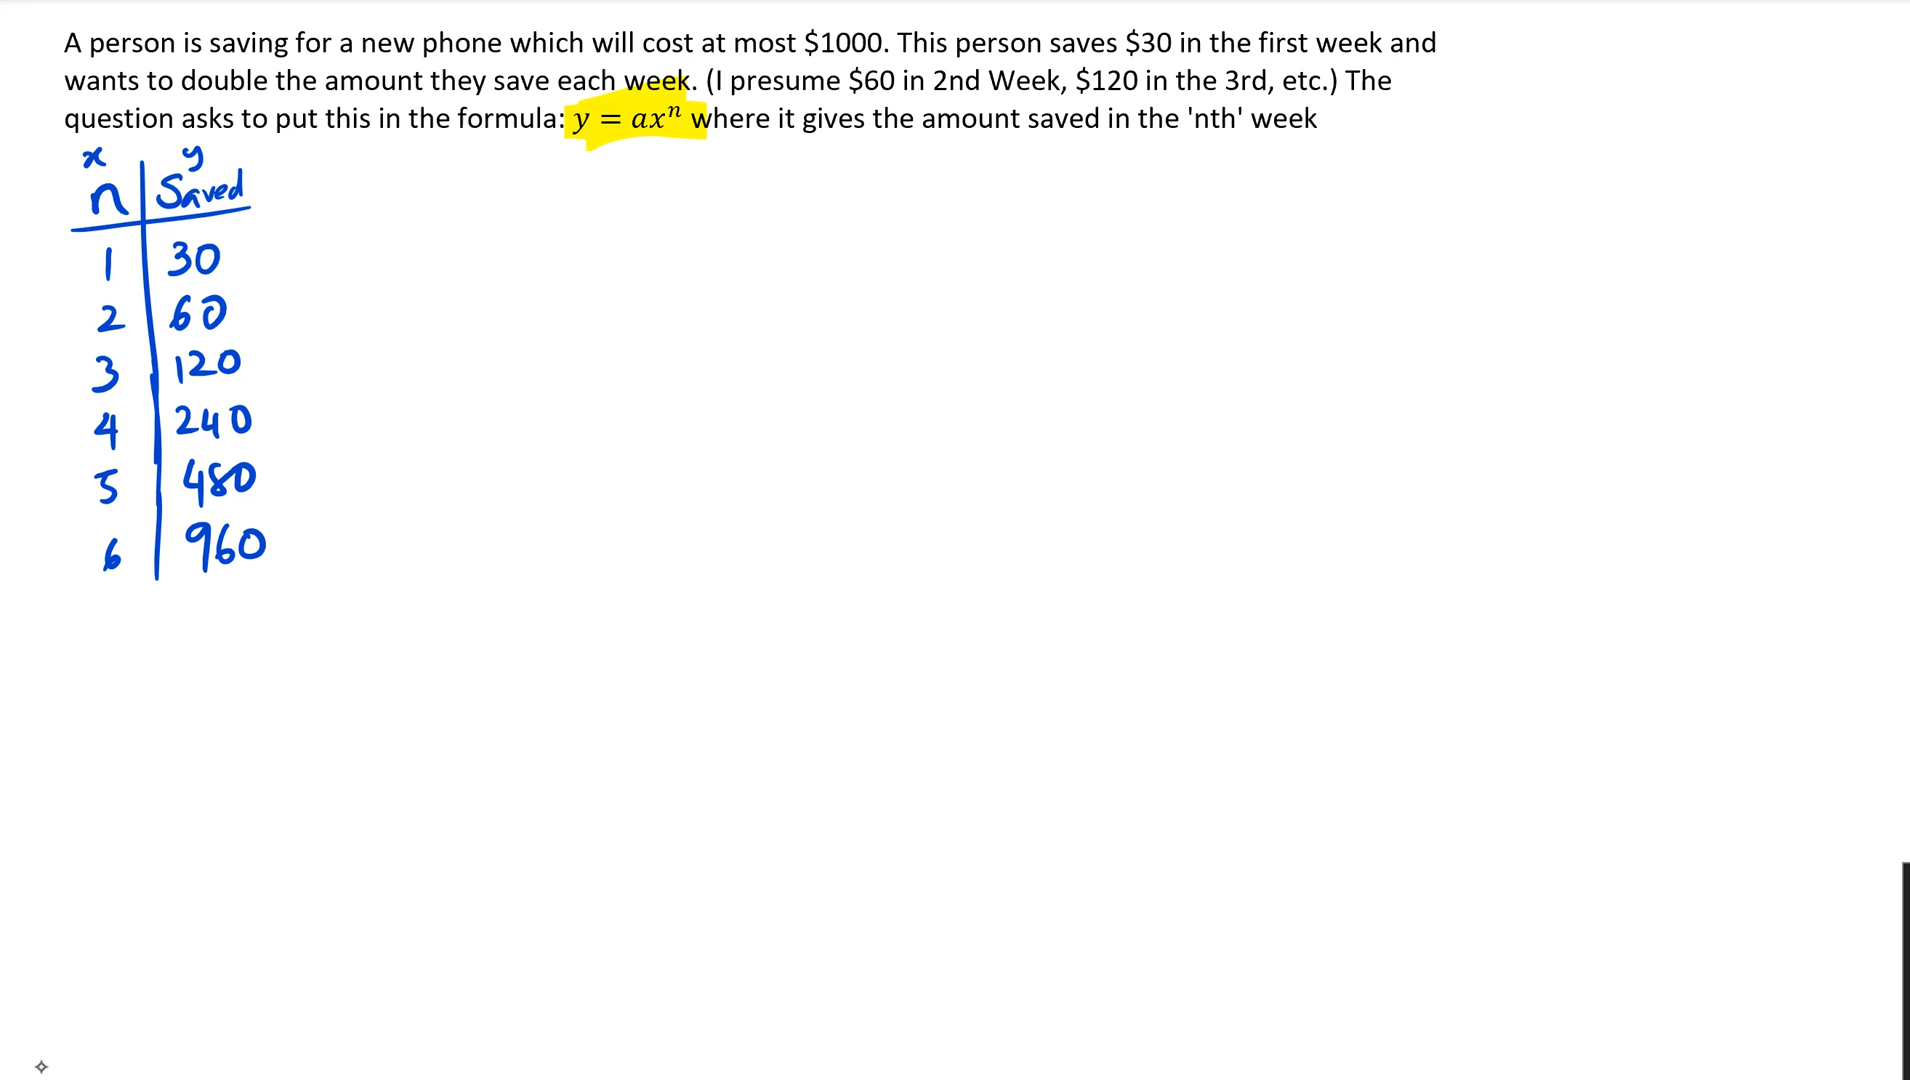 A person is saving for a new phone which will cost at most $1000. This person saves $30 in the first week and
wants to double the amount they save each week. (I presume $60 in 2nd Week, $120 in the 3rd, etc.) The
question asks to put this in the formula: y = axⁿ where it gives the amount saved in the 'nth' week
x y
n Saved
1 30
2 60
3 120
4 240
5 480
6 960